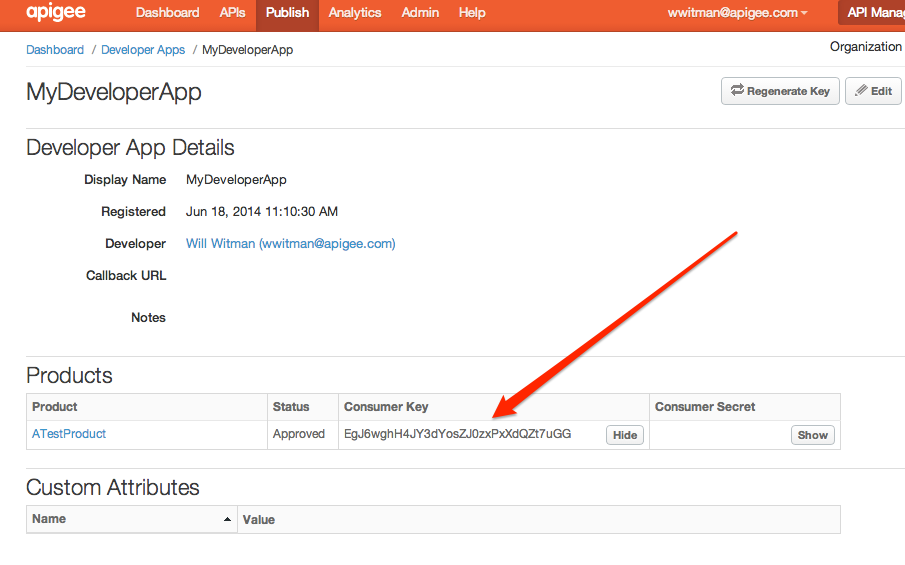 apigee Dashboard APIs Publish Analytics Admin Help wwitman@apigee.com API Mana
Dashboard / Developer Apps / MyDeveloperApp Organization
MyDeveloperApp Regenerate Key Edit
Developer App Details
Display Name MyDeveloperApp
Registered Jun 18, 2014 11:10:30 AM
Developer Will Witman (wwitman@apigee.com)
Callback URL
Notes
Products
Product Status Consumer Key Consumer Secret
ATestProduct Approved EgJ6wghH4JY3dYosZJ0zxPxXdQZt7uGG Hide Show
Custom Attributes
Name Value